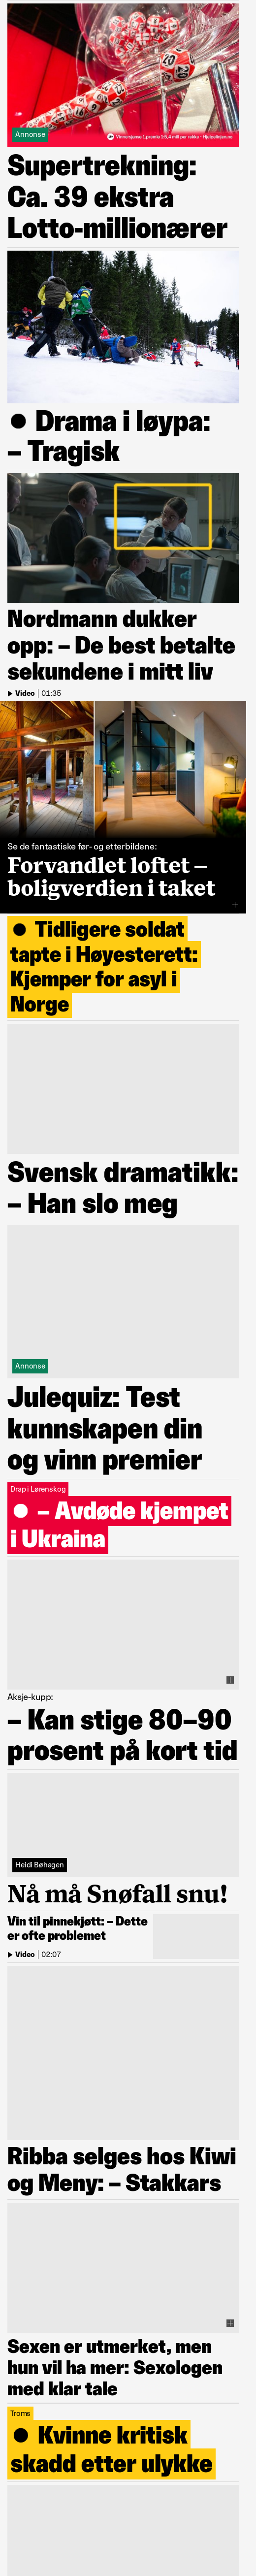 Annonse
Vinnersjanse 1.premie 1:5,4 mill per rekke - Hjelpelinjen.no
Supertrekning:
Ca. 39 ekstra
Lotto-millionærer
Drama i løypa:
– Tragisk
Nordmann dukker
opp: – De best betalte
sekundene i mitt liv
Video | 01:35
Se de fantastiske før- og etterbildene:
Forvandlet loftet –
boligverdien i taket
Tidligere soldat
tapte i Høyesterett:
Kjemper for asyl i
Norge
Svensk dramatikk:
– Han slo meg
Annonse
Julequiz: Test
kunnskapen din
og vinn premier
Drap i Lørenskog
– Avdøde kjempet
i Ukraina
Aksje-kupp:
– Kan stige 80–90
prosent på kort tid
Heidi Bøhagen
Nå må Snøfall snu!
Vin til pinnekjøtt: – Dette
er ofte problemet
Video | 02:07
Ribba selges hos Kiwi
og Meny: – Stakkars
Sexen er utmerket, men
hun vil ha mer: Sexologen
med klar tale
Troms
Kvinne kritisk
skadd etter ulykke